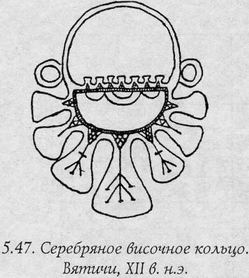 5.47. Серебряное височное кольцо.
Вятичи, XII в. н.э.